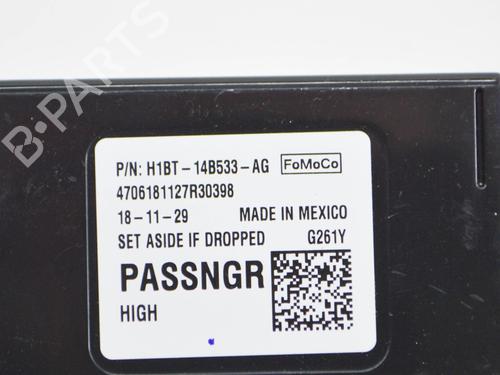 B-PARTS
P/N: H1BT-14B533-AG FoMoCo
4706181127R30398
18-11-29 MADE IN MEXICO
SET ASIDE IF DROPPED G261Y
PASSNGR
HIGH